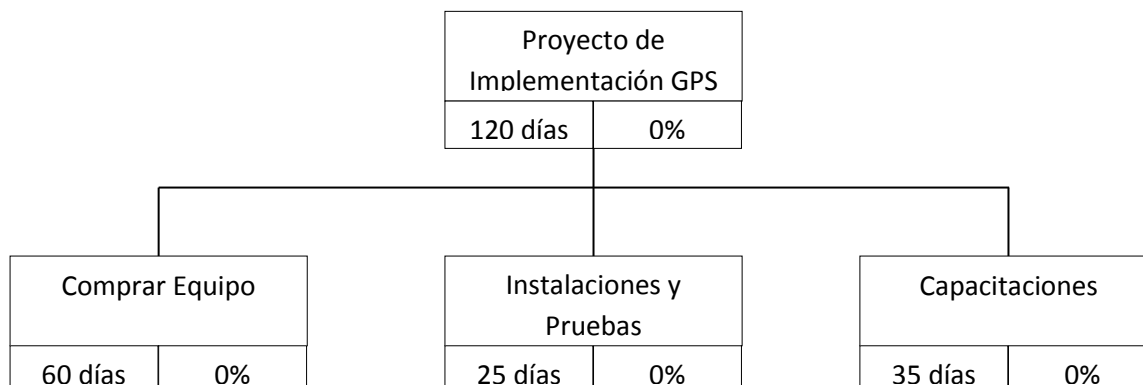 Proyecto de
Implementación GPS
120 días 0%
Comprar Equipo
Instalaciones y
Pruebas
Capacitaciones
60 días 0%
25 días 0%
35 días 0%